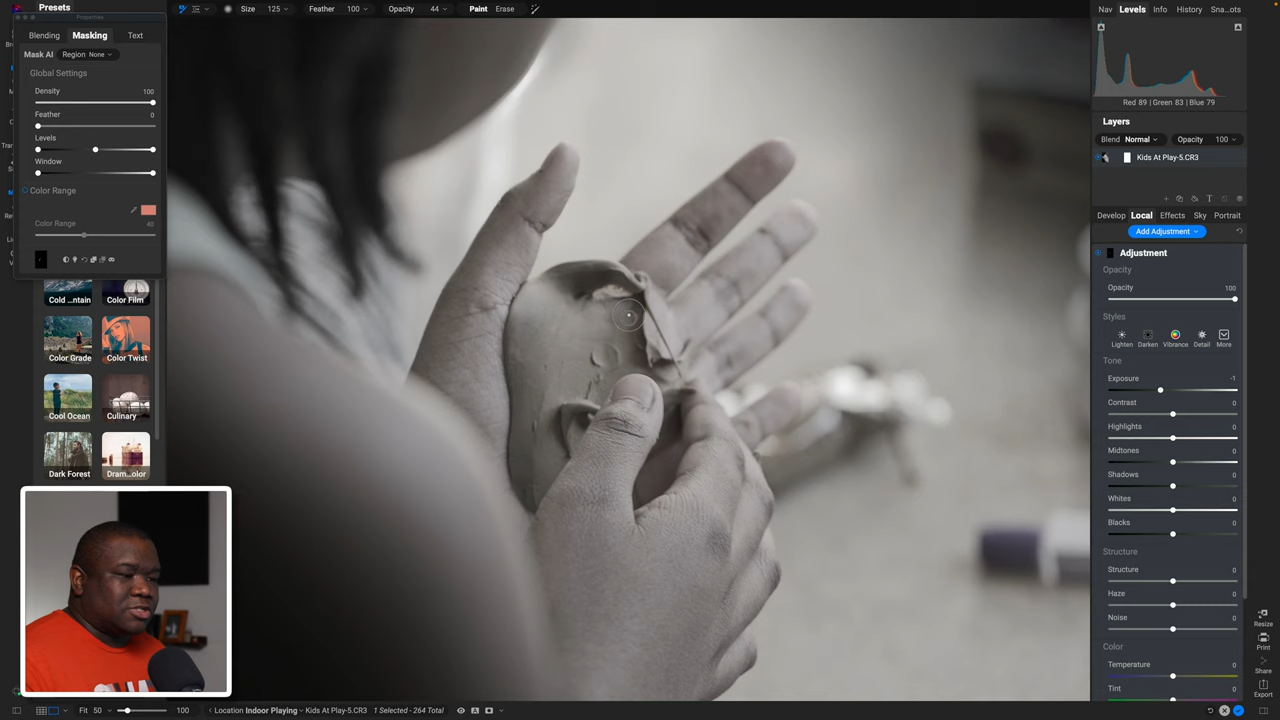 Presets
Size 125 Feather 100 Opacity 44 Paint Erase
Nav Levels Info History Sna...ots
Properties
Blending Masking Text
Mask AI Region None
Global Settings
Density 100
Feather 0
Levels
Window
Color Range
Color Range 40
Cold ...ntain Color Film
Color Grade Color Twist
Cool Ocean Culinary
Dark Forest Dram...olor
Red 89 | Green 83 | Blue 79
Layers
Blend Normal Opacity 100
Kids At Play-5.CR3
Develop Local Effects Sky Portrait
Add Adjustment
Adjustment
Opacity
Opacity 100
Styles
Lighten Darken Vibrance Detail More
Tone
Exposure -1
Contrast 0
Highlights 0
Midtones 0
Shadows 0
Whites 0
Blacks 0
Structure
Structure 0
Haze 0
Noise 0
Color
Temperature 0
Tint 0
Resize
Print
Share
Export
Fit 50 100 Location Indoor Playing Kids At Play-5.CR3 1 Selected - 264 Total